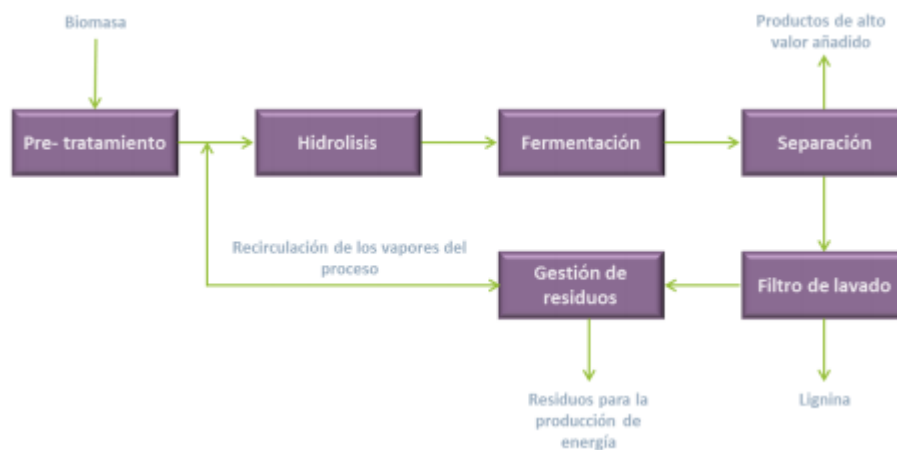 Biomasa
Productos de alto
valor añadido
Pre- tratamiento
Hidrolisis
Fermentación
Separación
Recirculación de los vapores del
proceso
Gestión de
residuos
Filtro de lavado
Residuos para la
producción de
energía
Lignina